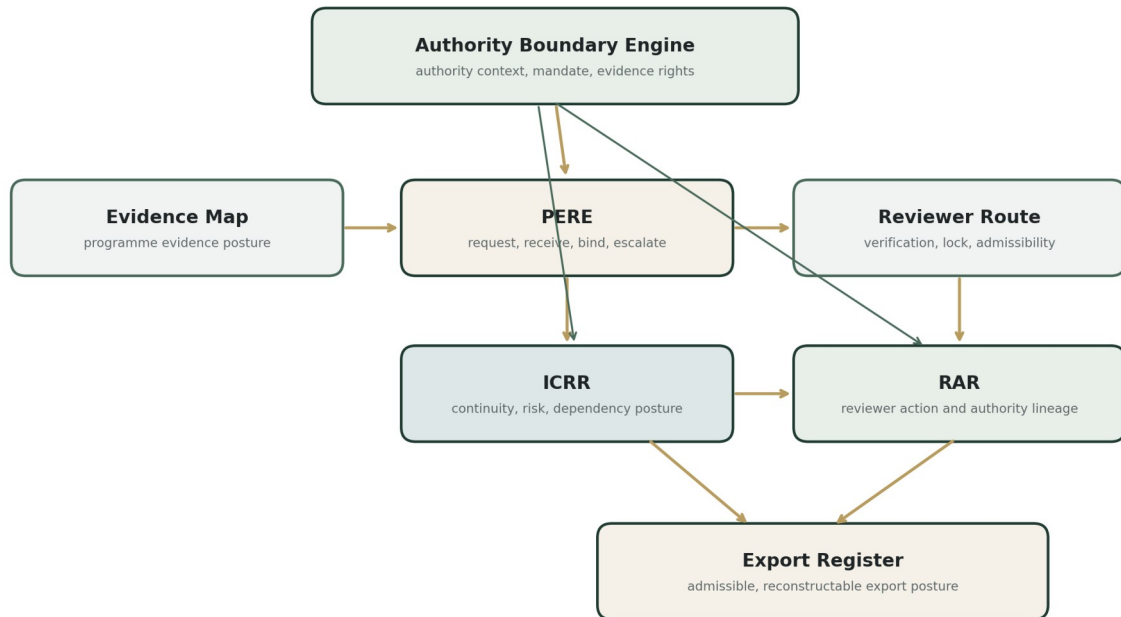 Authority Boundary Engine
authority context, mandate, evidence rights
Evidence Map
programme evidence posture
PERE
request, receive, bind, escalate
Reviewer Route
verification, lock, admissibility
ICRR
continuity, risk, dependency posture
RAR
reviewer action and authority lineage
Export Register
admissible, reconstructable export posture